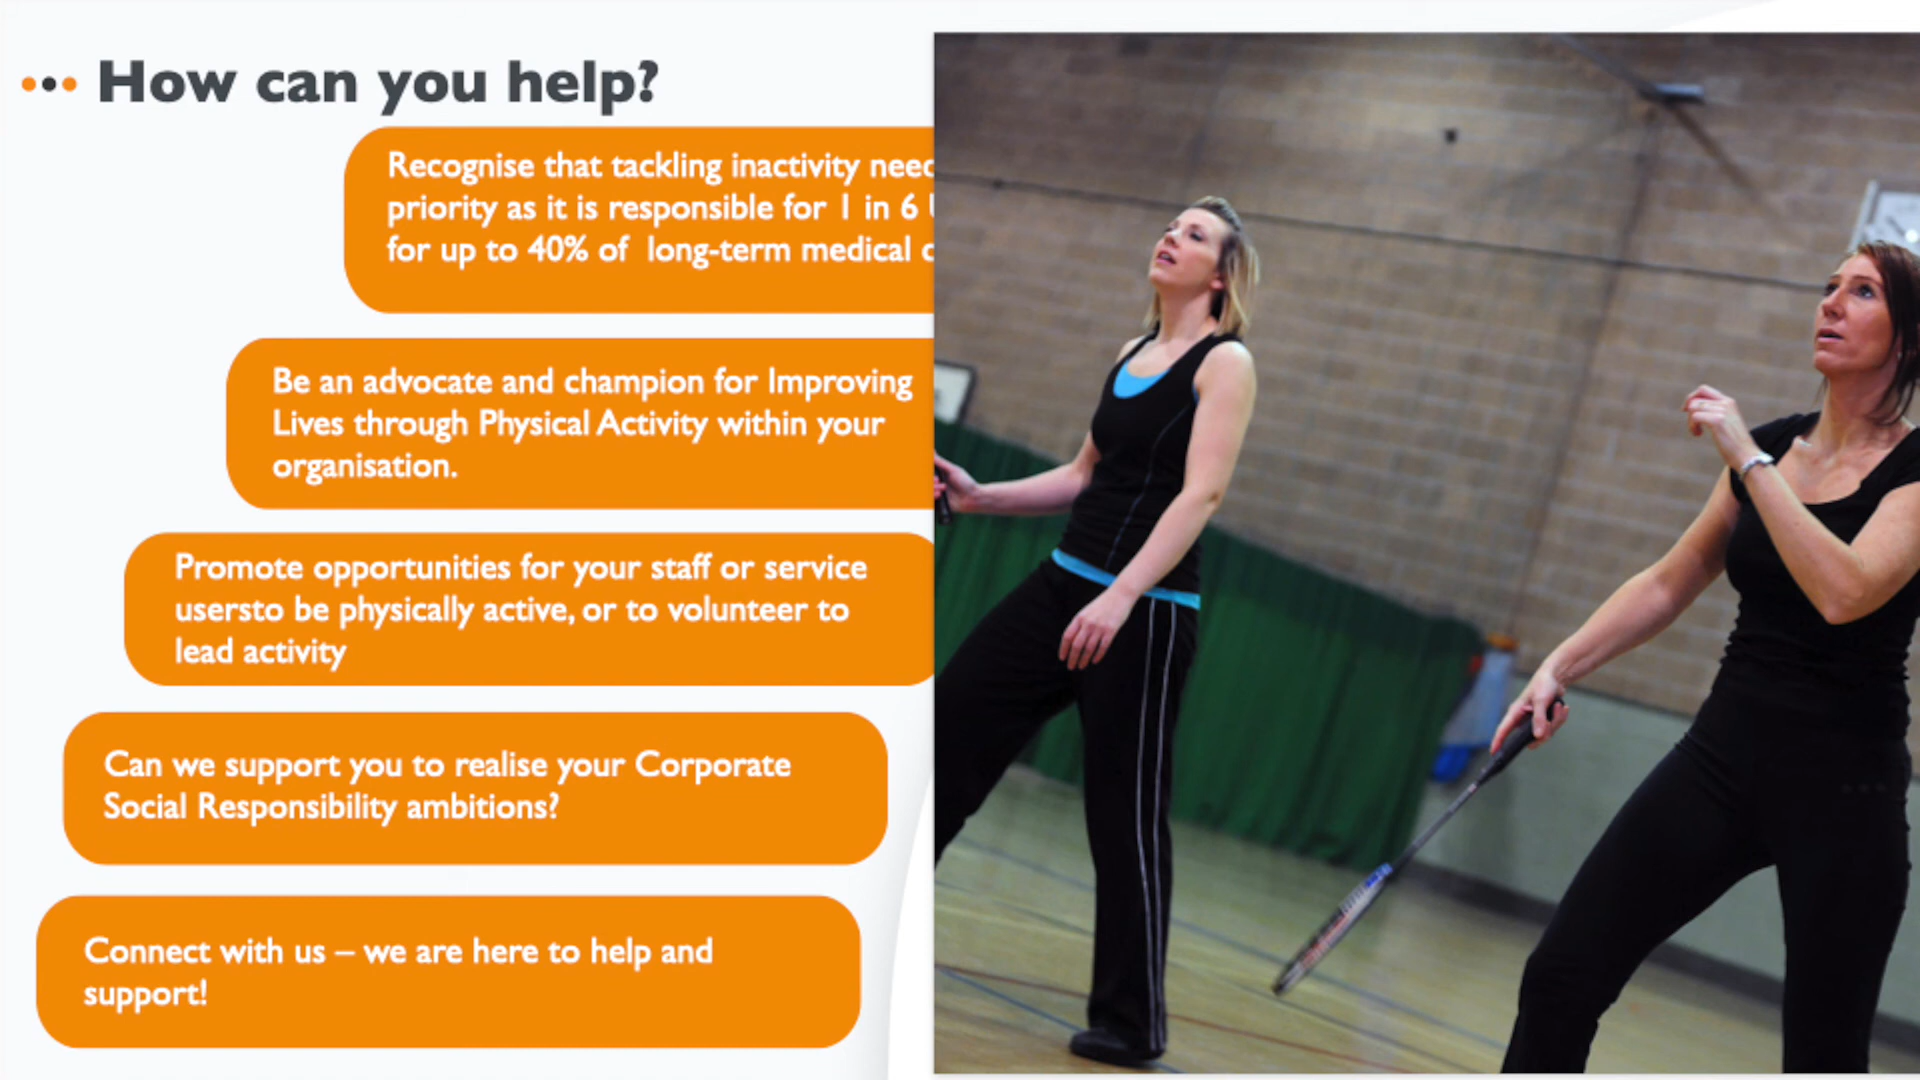 How can you help?
Recognise that tackling inactivity
priority as it is responsible for 1 in 6
for up to 40% of long-term medical
Be an advocate and champion for Improving
Lives through Physical Activity within your
organisation.
Promote opportunities for your staff or service
usersto be physically active, or to volunteer to
lead activity
Can we support you to realise your Corporate
Social Responsibility ambitions?
Connect with us – we are here to help and
support!